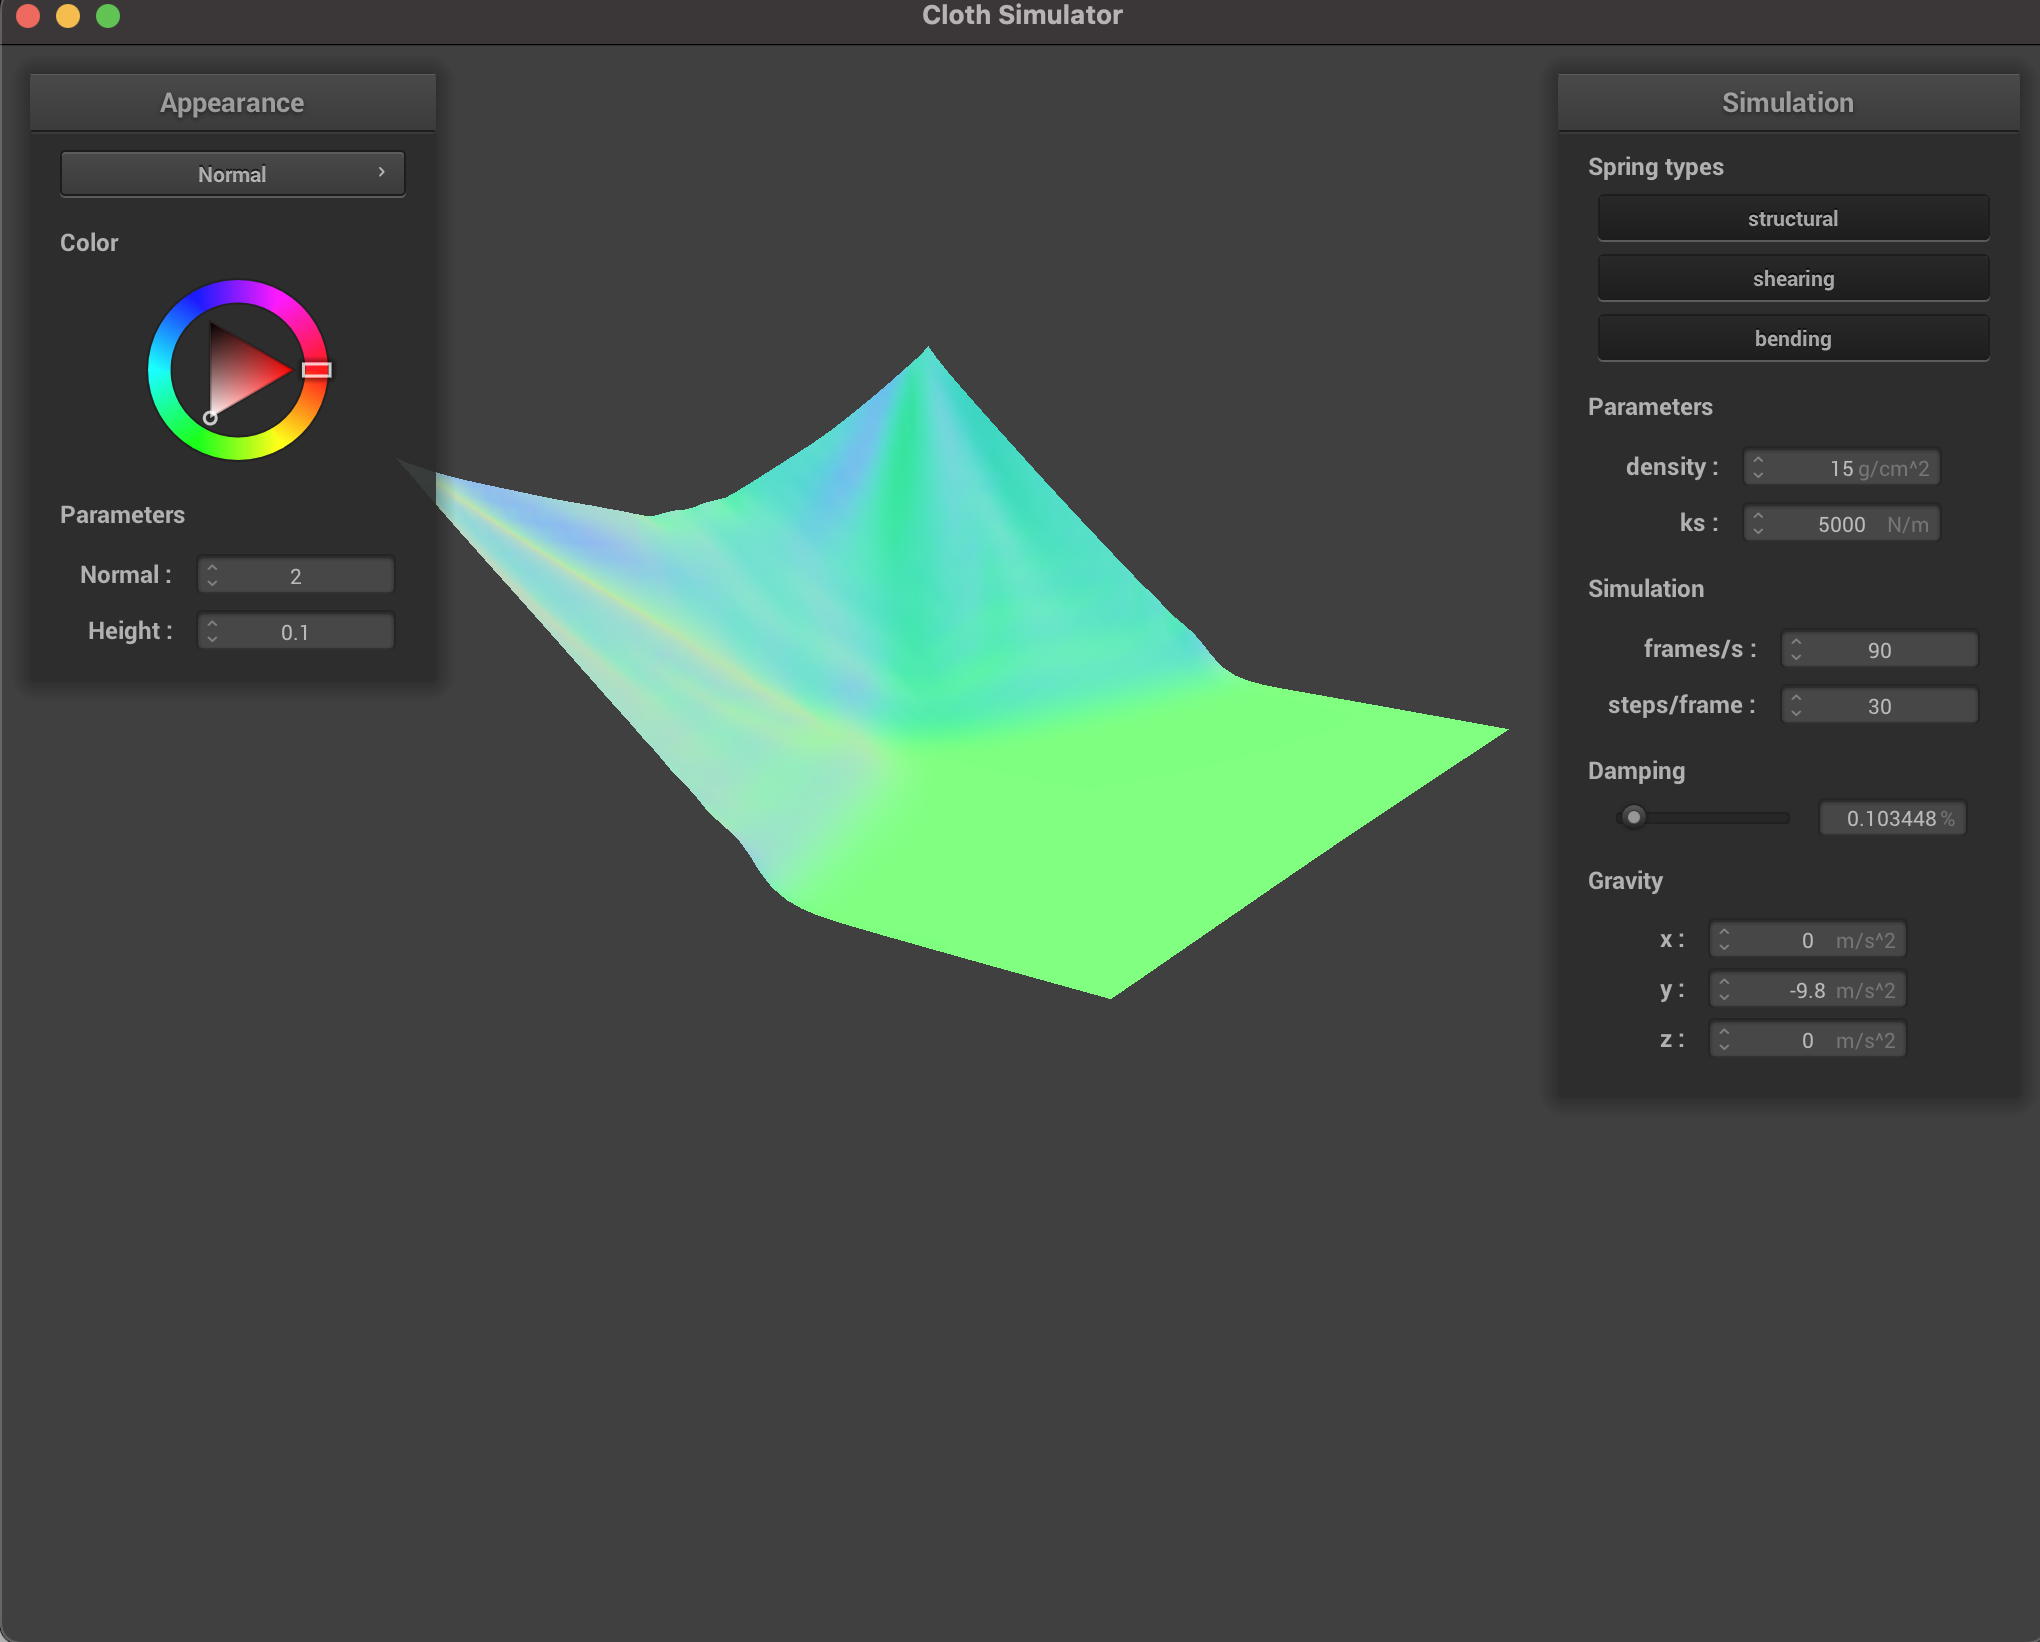 Cloth Simulator
Appearance
Normal
Color
Parameters
Normal : 2
Height : 0.1
Simulation
Spring types
structural
shearing
bending
Parameters
density : 15 g/cm^2
ks : 5000 N/m
Simulation
frames/s : 90
steps/frame : 30
Damping
0.103448 %
Gravity
x : 0 m/s^2
y : -9.8 m/s^2
z : 0 m/s^2